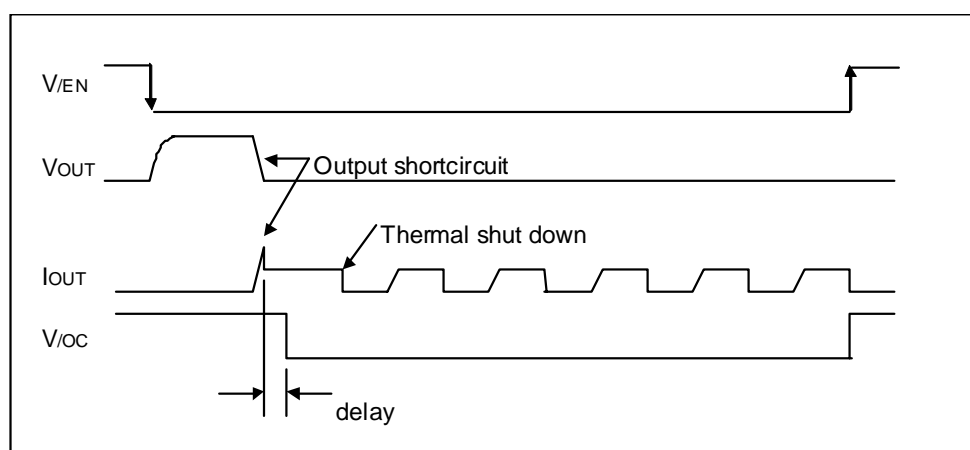 V/EN
VOUT
Output shortcircuit
Thermal shut down
IOUT
V/OC
delay